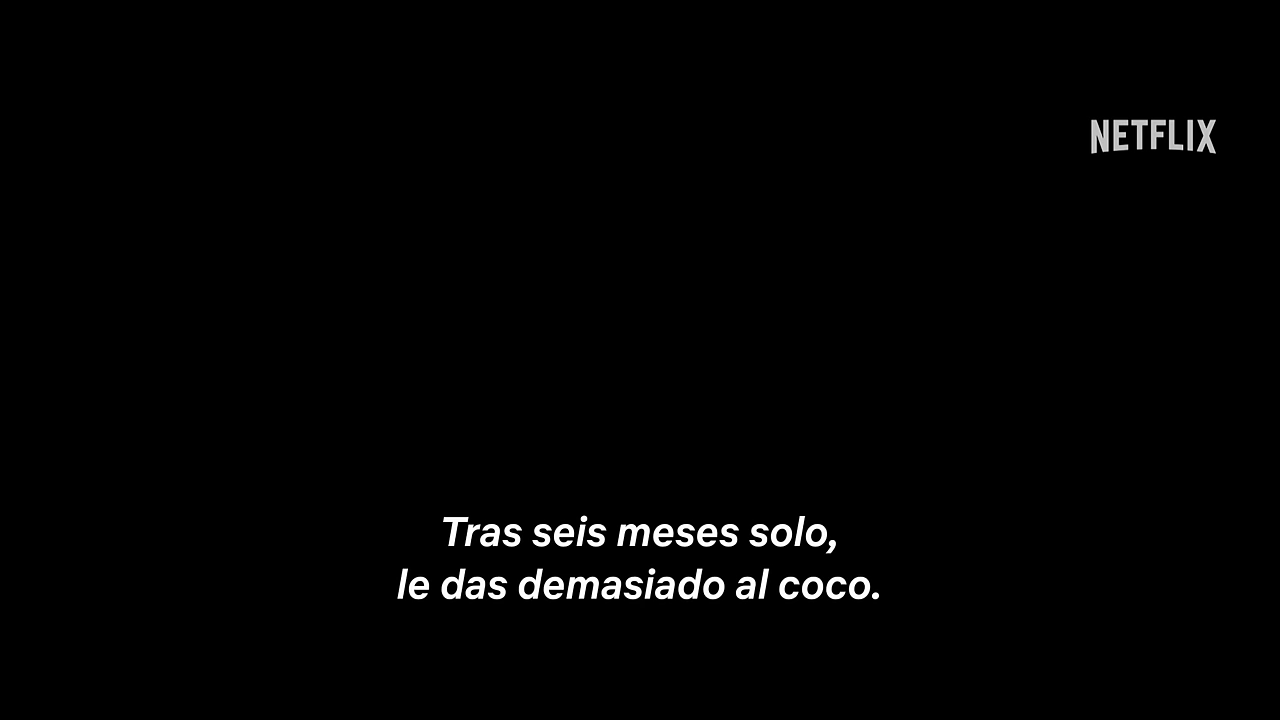 NETFLIX
Tras seis meses solo,
le das demasiado al coco.